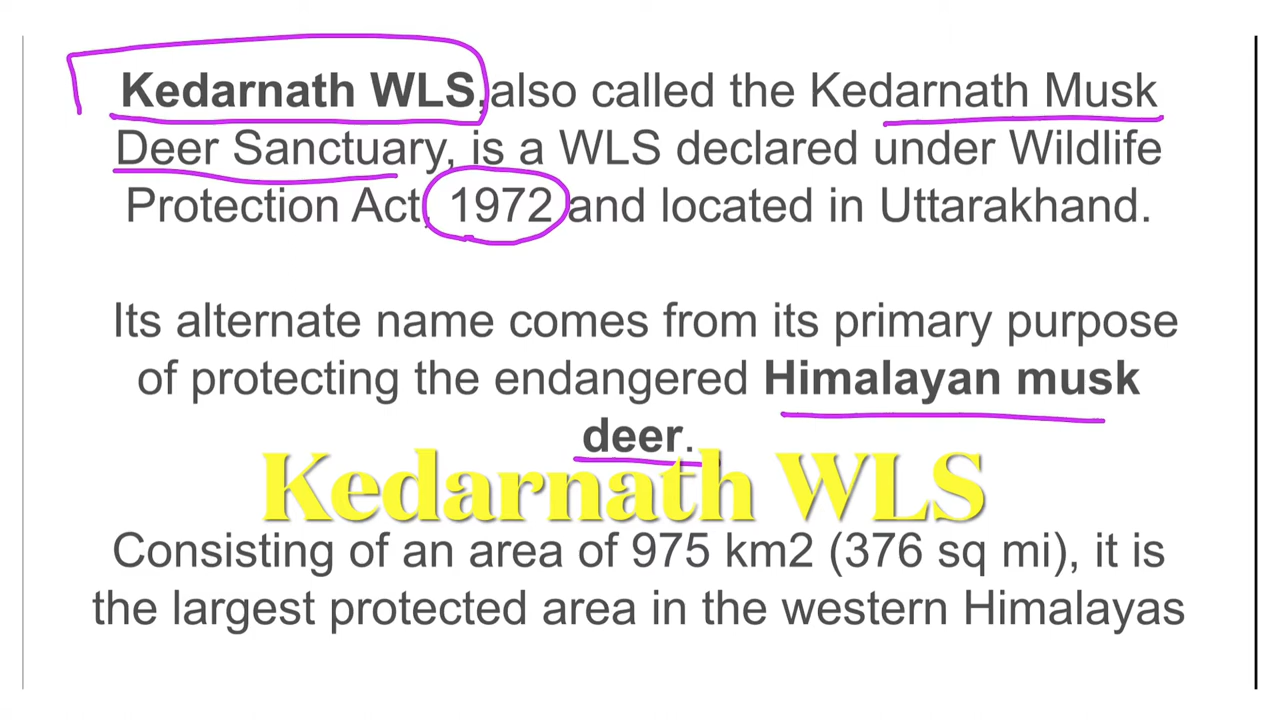 Kedarnath WLS, also called the Kedarnath Musk
Deer Sanctuary, is a WLS declared under Wildlife
Protection Act, 1972 and located in Uttarakhand.
Its alternate name comes from its primary purpose
of protecting the endangered Himalayan musk
deer.
Kedarnath WLS
Consisting of an area of 975 km2 (376 sq mi), it is
the largest protected area in the western Himalayas